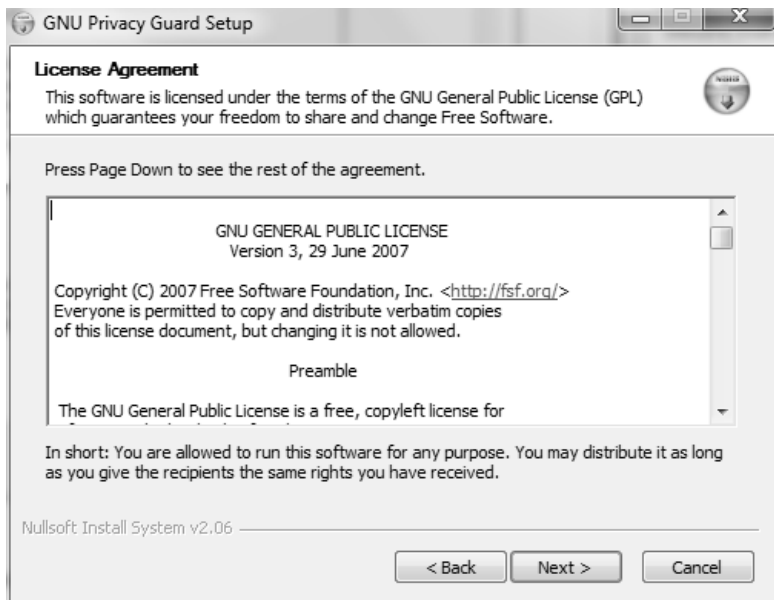 GNU Privacy Guard Setup
License Agreement
This software is licensed under the terms of the GNU General Public License (GPL)
which guarantees your freedom to share and change Free Software.
Press Page Down to see the rest of the agreement.
GNU GENERAL PUBLIC LICENSE
Version 3, 29 June 2007
Copyright (C) 2007 Free Software Foundation, Inc. <http://fsf.org/>
Everyone is permitted to copy and distribute verbatim copies
of this license document, but changing it is not allowed.
Preamble
The GNU General Public License is a free, copyleft license for
In short: You are allowed to run this software for any purpose. You may distribute it as long
as you give the recipients the same rights you have received.
Nullsoft Install System v2.06
< Back Next > Cancel